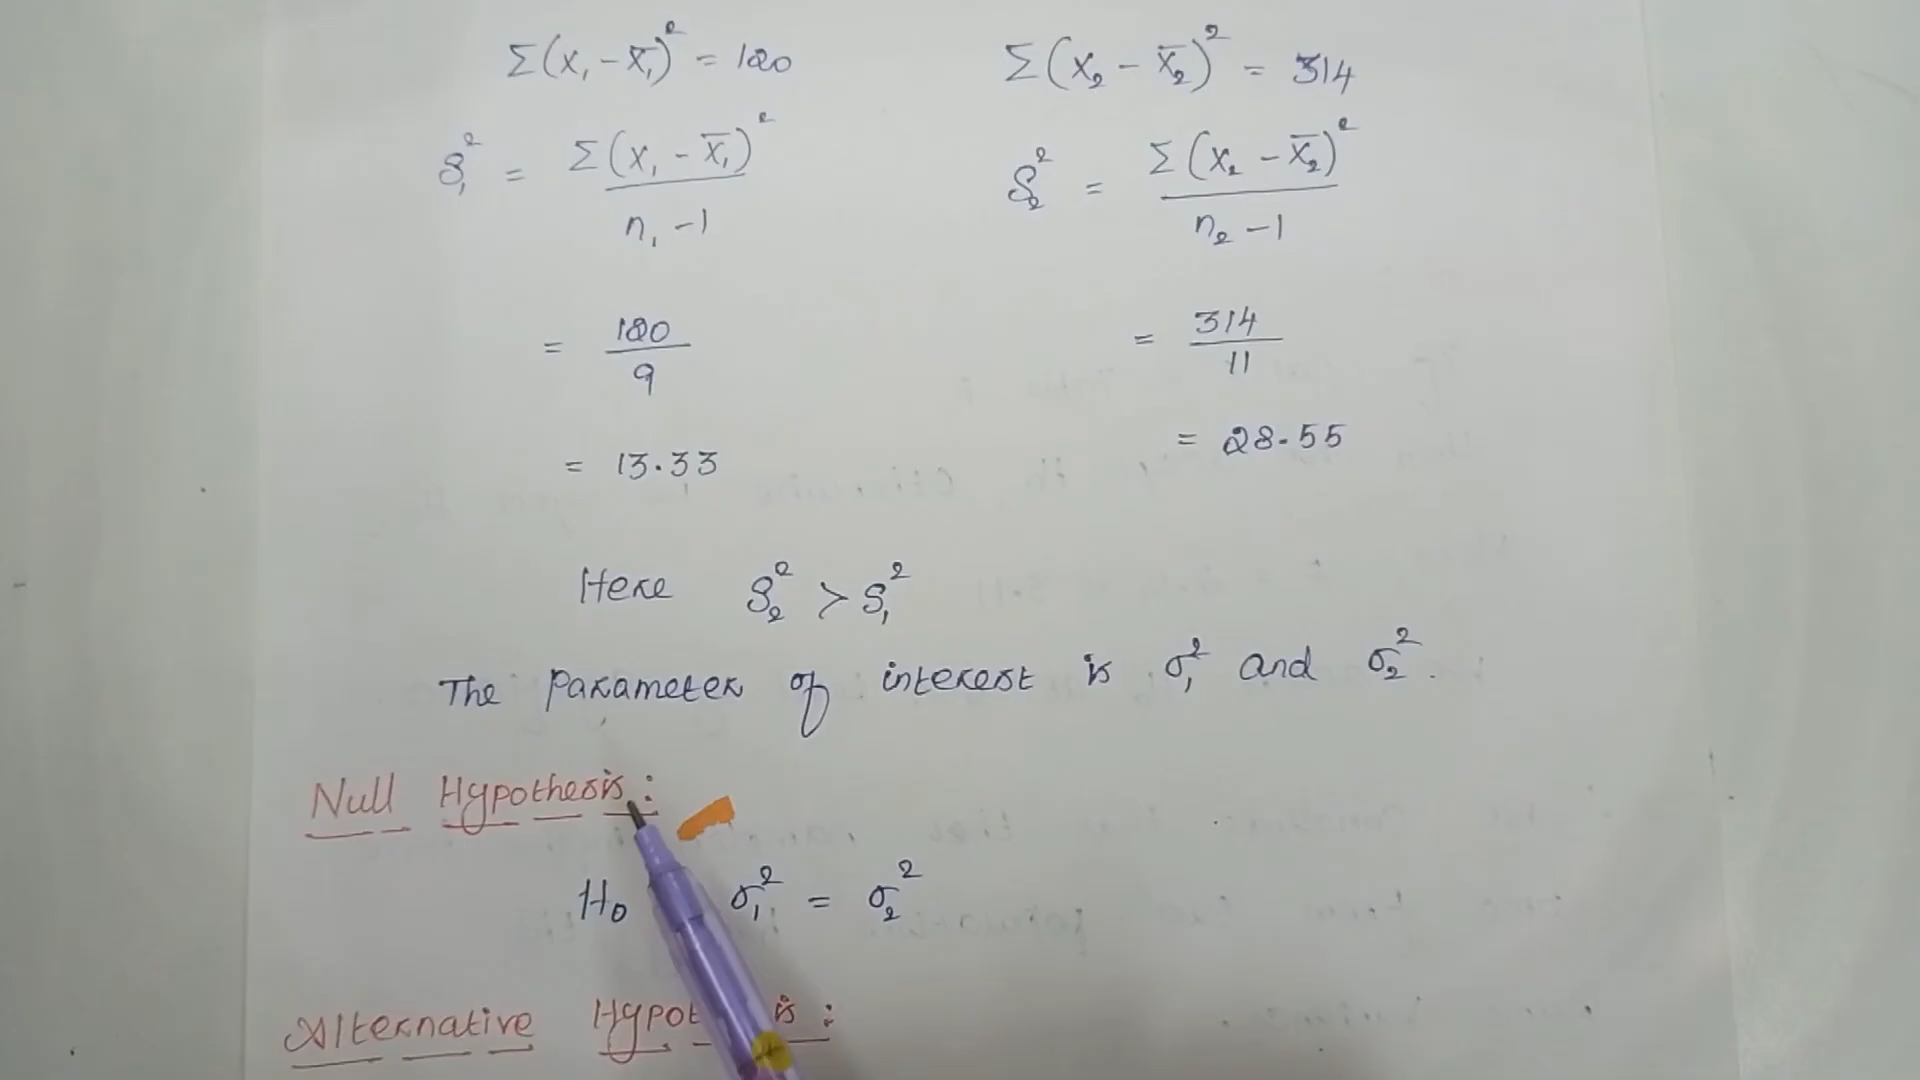 Σ(x₁ - x̄₁)² = 120
Σ(x₂ - x̄₂)² = 314
S₁² = Σ(x₁ - x̄₁)² / n₁ - 1
S₂² = Σ(x₂ - x̄₂)² / n₂ - 1
= 120 / 9
= 314 / 11
= 13.33
= 28.55
Here S₂² > S₁²
The parameter of interest is σ₁² and σ₂².
Null Hypothesis:
H₀ σ₁² = σ₂²
Alternative Hypot is :